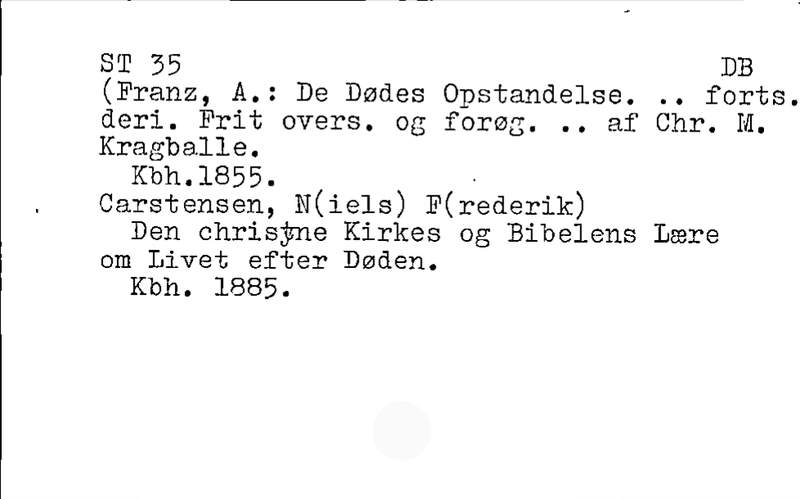 ST 35 DB
(Franz, A.: De Dødes Opstandelse. .. forts.
deri. Frit overs. og forøg. .. af Chr. M.
Kragballe.
Kbh.1855.
Carstensen, N(iels) F(rederik)
Den christne Kirkes og Bibelens Lære
om Livet efter Døden.
Kbh. 1885.